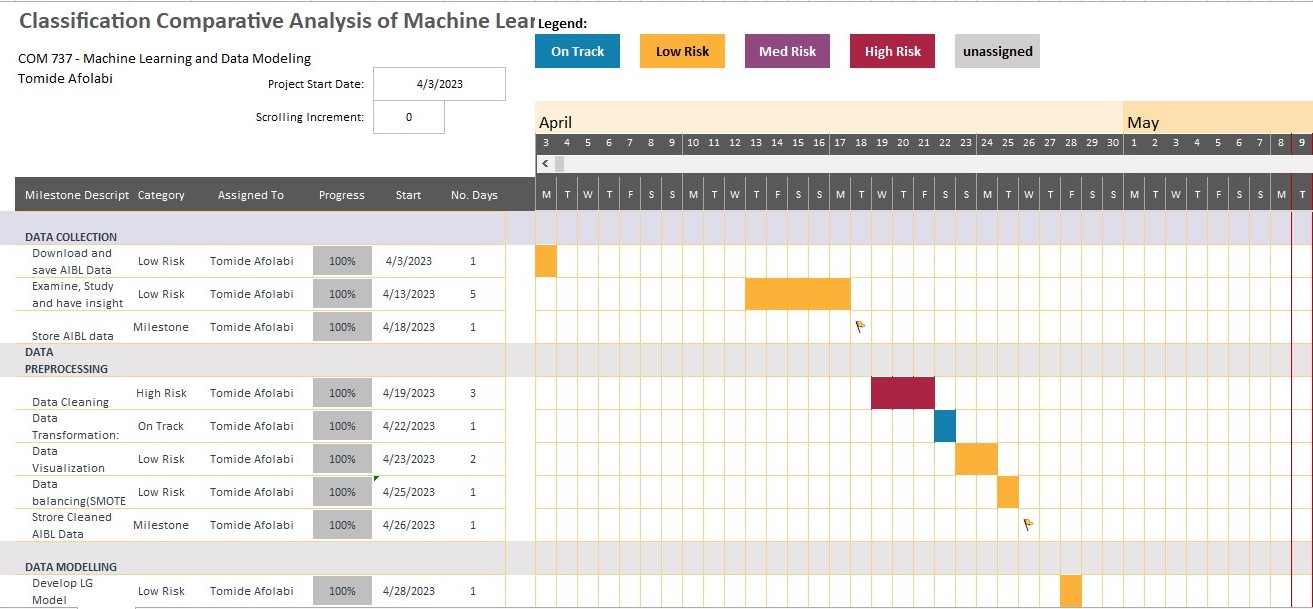 Classification Comparative Analysis of Machine Lear
Legend:
COM 737 - Machine Learning and Data Modeling
On Track Low Risk Med Risk High Risk unassigned
Tomide Afolabi
Project Start Date: 4/3/2023
Scrolling Increment: 0
April May
3 4 5 6 7 8 9 10 11 12 13 14 15 16 17 18 19 20 21 22 23 24 25 26 27 28 29 30 1 2 3 4 5 6 7 8 9
Milestone Descript Category Assigned To Progress Start No. Days M T W T F S S M T W T F S S M T W T F S S M T W T F S S M T W T F S S M T
DATA COLLECTION
Download and
save AIBL Data Low Risk Tomide Afolabi 100% 4/3/2023 1
Examine, Study
and have insight Low Risk Tomide Afolabi 100% 4/13/2023 5
Store AIBL data Milestone Tomide Afolabi 100% 4/18/2023 1
DATA
PREPROCESSING
Data Cleaning High Risk Tomide Afolabi 100% 4/19/2023 3
Data
Transformation: On Track Tomide Afolabi 100% 4/22/2023 1
Data
Visualization Low Risk Tomide Afolabi 100% 4/23/2023 2
Data
balancing(SMOTE Low Risk Tomide Afolabi 100% 4/25/2023 1
Strore Cleaned
AIBL Data Milestone Tomide Afolabi 100% 4/26/2023 1
DATA MODELLING
Develop LG
Model Low Risk Tomide Afolabi 100% 4/28/2023 1